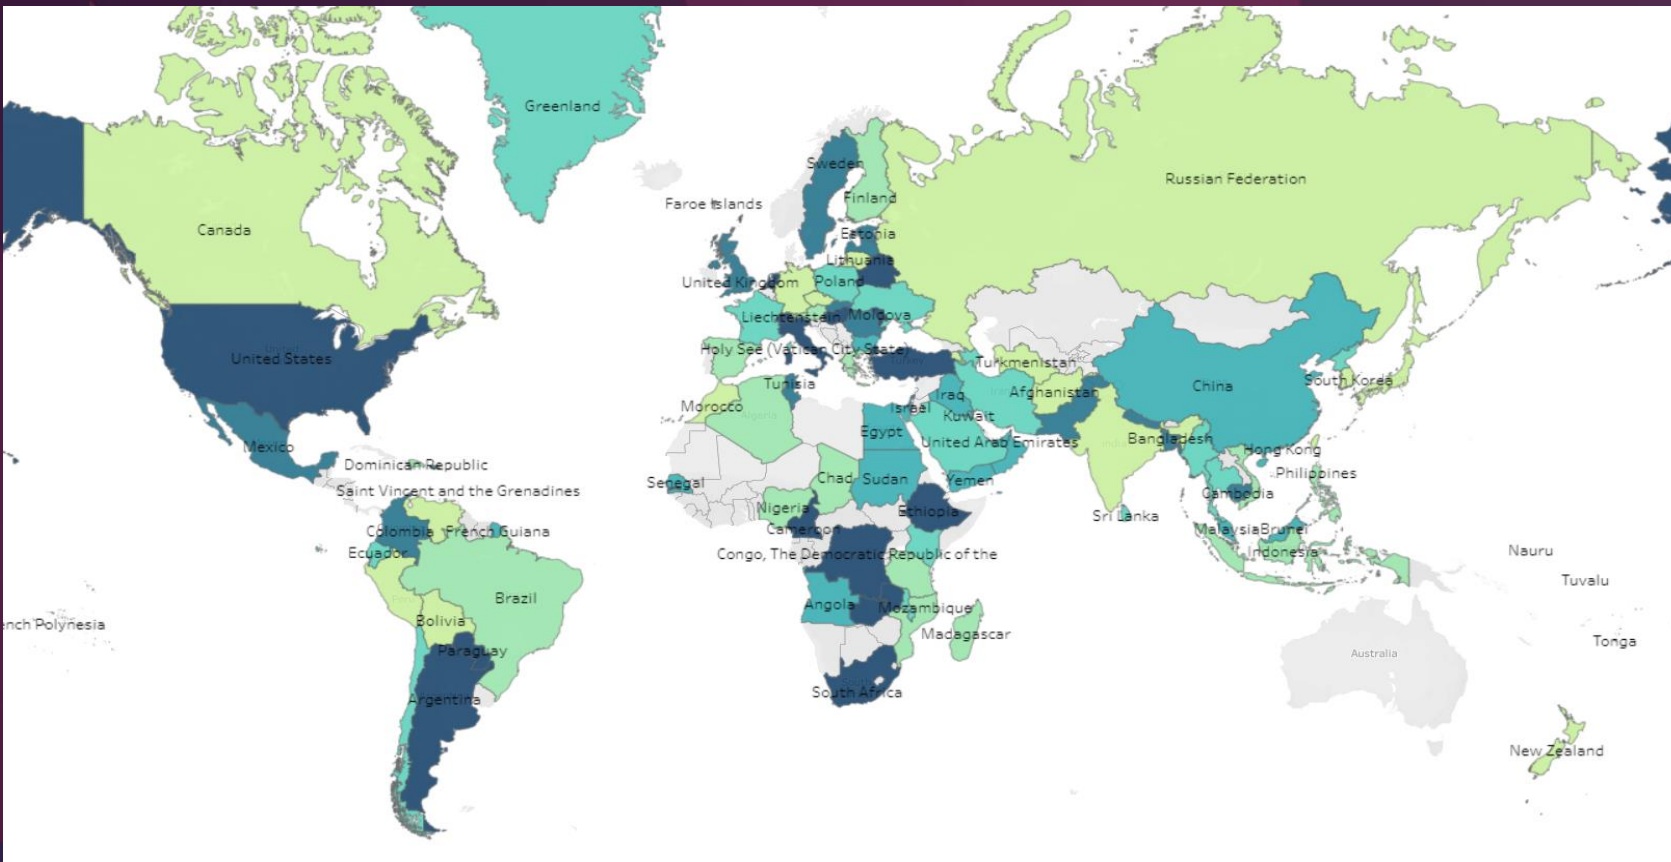 Greenland
Sweden
Finland
Russian Federation
Faroe Islands
Canada
Estonia
Lithuania
United Kingdom
Poland
Liechtenstein
Moldova
Holy See (Vatican City State)
United States
Turkmenistan
South Korea
China
Tunisia
Afghanistan
Iraq
Morocco
Algeria
Israel
Kuwait
Egypt
United Arab Emirates
Bangladesh
Mexico
Hong Kong
Dominican Republic
Philippines
Chad
Sudan
Yemen
Senegal
Saint Vincent and the Grenadines
Cambodia
Nigeria
Ethiopia
Sri Lanka
Cameroon
Colombia
French Guiana
Malaysia
Brunei
Ecuador
Congo, The Democratic Republic of the
Indonesia
Nauru
Tuvalu
Brazil
Angola
Mozambique
ench Polynesia
Bolivia
Madagascar
Tonga
Paraguay
Australia
South Africa
Argentina
New Zealand